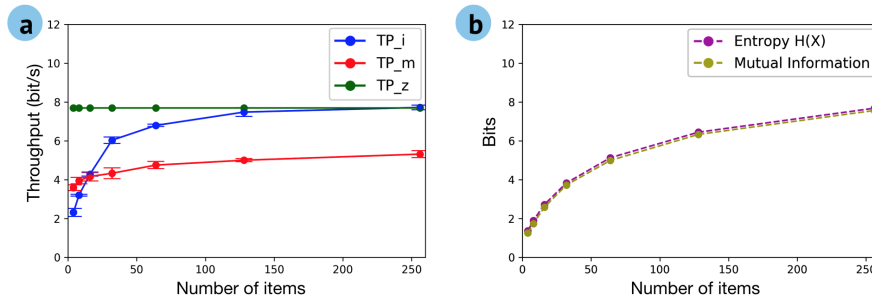 a
12
10
8
6
4
2
0
Throughput (bit/s)
TP_i
TP_m
TP_z
0 50 100 150 200 250
Number of items
b
12
10
8
6
4
2
0
Bits
Entropy H(X)
Mutual Information
0 50 100 150 200 250
Number of items